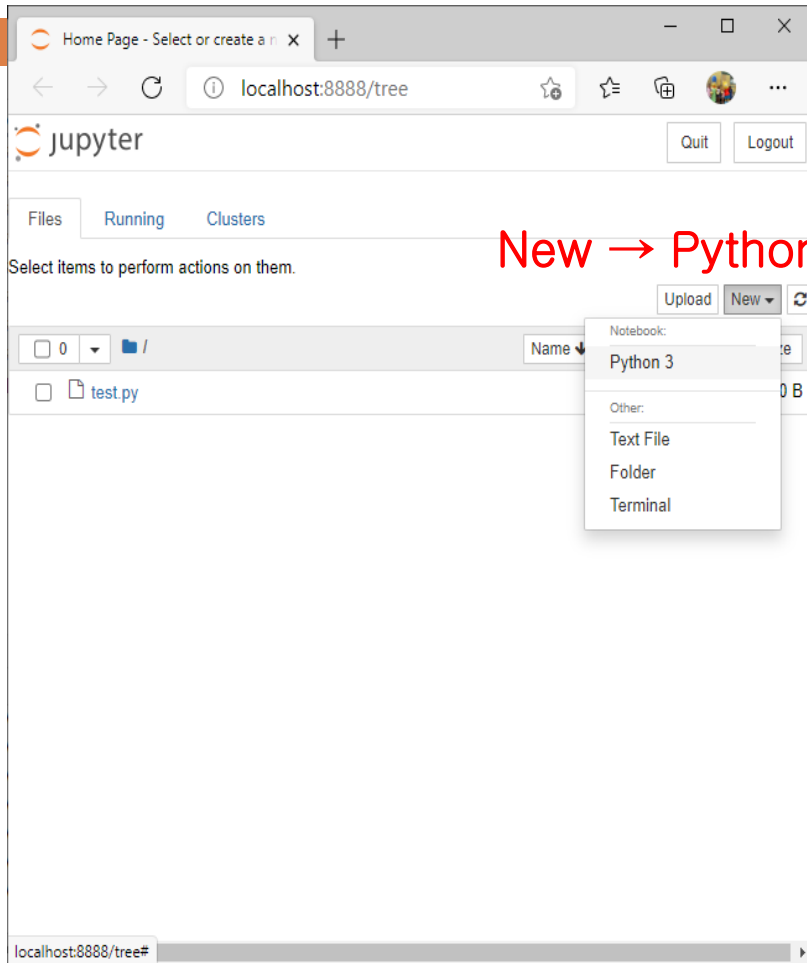 Home Page - Select or create a n
localhost:8888/tree
jupyter
Quit
Logout
Files
Running
Clusters
New → Python
Select items to perform actions on them.
Upload
New
0
/
Name
Notebook:
Python 3
test.py
0 B
Other:
Text File
Folder
Terminal
localhost:8888/tree#